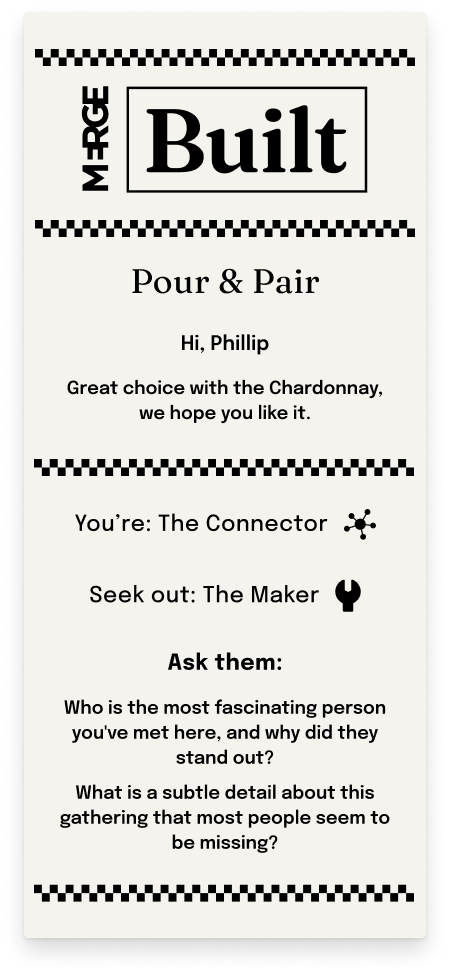 MERGE
Built
Pour & Pair
Hi, Phillip
Great choice with the Chardonnay,
we hope you like it.
You’re: The Connector
Seek out: The Maker
Ask them:
Who is the most fascinating person
you've met here, and why did they
stand out?
What is a subtle detail about this
gathering that most people seem to
be missing?